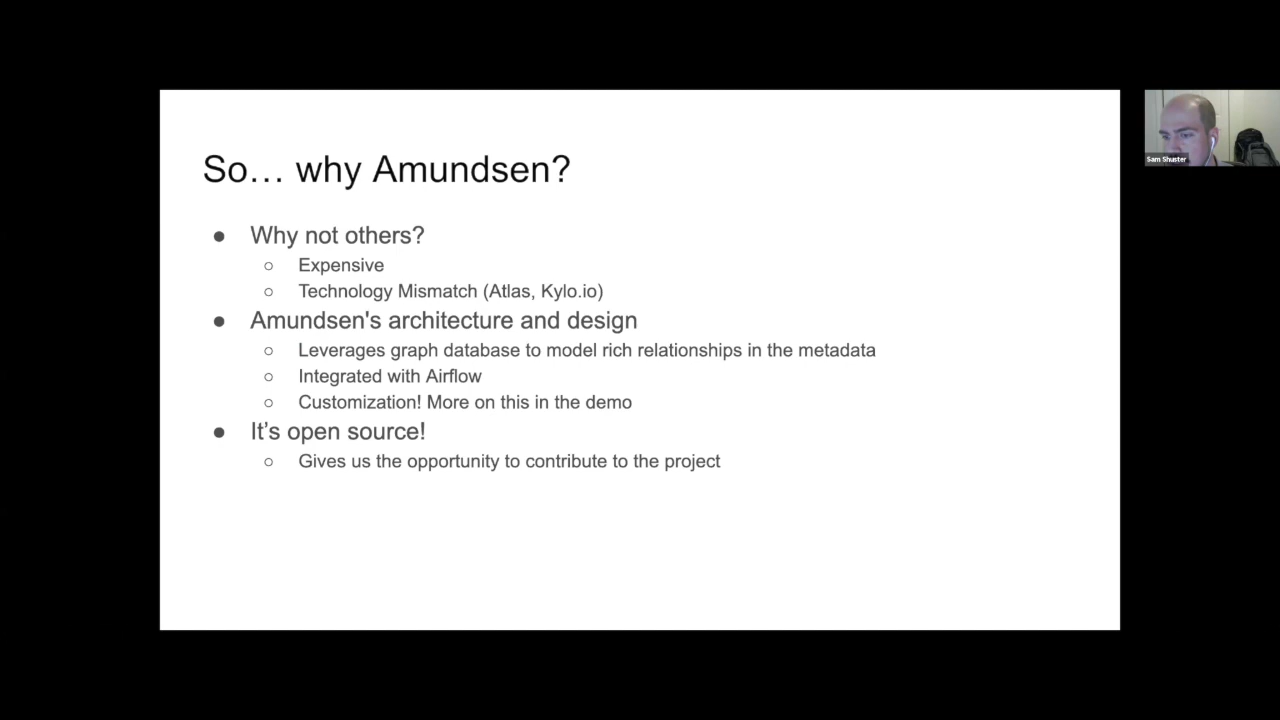 So… why Amundsen?
● Why not others?
○ Expensive
○ Technology Mismatch (Atlas, Kylo.io)
● Amundsen's architecture and design
○ Leverages graph database to model rich relationships in the metadata
○ Integrated with Airflow
○ Customization! More on this in the demo
● It’s open source!
○ Gives us the opportunity to contribute to the project
Sam Shuster